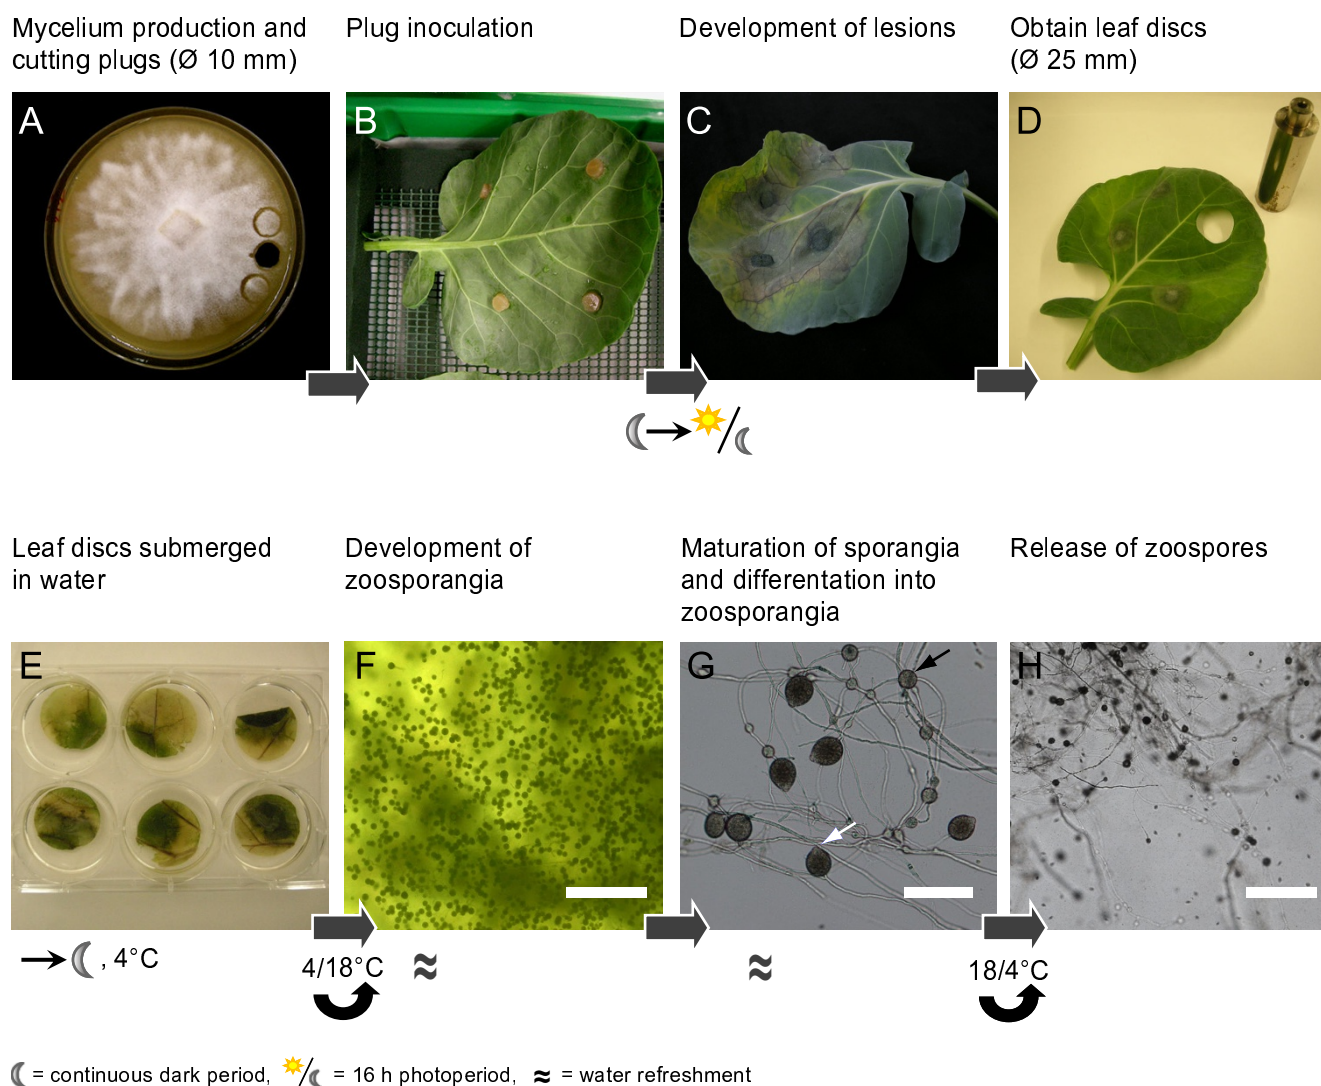 Mycelium production and
cutting plugs (Ø 10 mm)
Plug inoculation
Development of lesions
Obtain leaf discs
(Ø 25 mm)
A
B
C
D
Leaf discs submerged
in water
Development of
zoosporangia
Maturation of sporangia
and differentation into
zoosporangia
Release of zoospores
E
F
G
H
, 4°C
4/18°C
≈
≈
18/4°C
= continuous dark period, / = 16 h photoperiod, ≈ = water refreshment